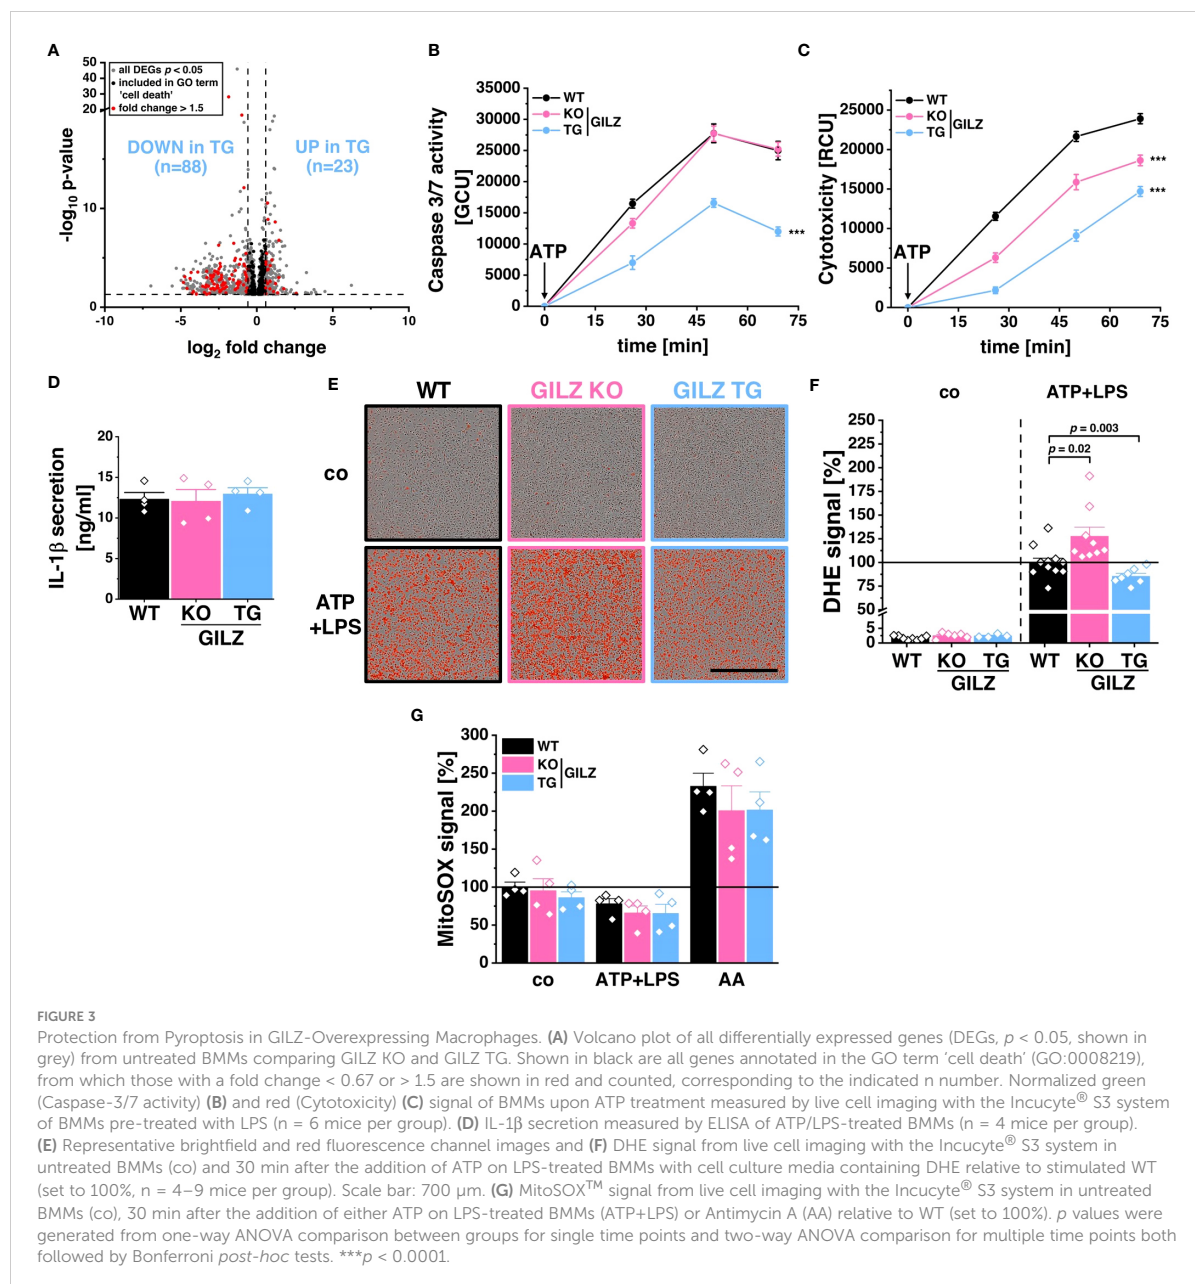 A
50
40
30
20
10
0
-log10 p-value
all DEGs p < 0.05
included in GO term
'cell death'
fold change > 1.5
DOWN in TG
(n=88)
UP in TG
(n=23)
-10 -5 0 5 10
log2 fold change
B
35000
30000
25000
20000
15000
10000
5000
0
Caspase 3/7 activity
[GCU]
WT
KO
TG
GILZ
ATP
***
0 15 30 45 60 75
time [min]
C
25000
20000
15000
10000
5000
0
Cytotoxicity [RCU]
WT
KO
TG
GILZ
ATP
***
***
0 15 30 45 60 75
time [min]
D
20
15
10
5
0
IL-1β secretion
[ng/ml]
WT KO TG
GILZ
E
WT GILZ KO GILZ TG
co
ATP
+LPS
F
co ATP+LPS
250
225
200
175
150
125
100
75
50
5
0
DHE signal [%]
p = 0.003
p = 0.02
WT KO TG WT KO TG
GILZ GILZ
G
300
250
200
150
100
50
0
MitoSOX signal [%]
WT
KO
TG
GILZ
co ATP+LPS AA
FIGURE 3
Protection from Pyroptosis in GILZ-Overexpressing Macrophages. (A) Volcano plot of all differentially expressed genes (DEGs, p < 0.05, shown in
grey) from untreated BMMs comparing GILZ KO and GILZ TG. Shown in black are all genes annotated in the GO term 'cell death' (GO:0008219),
from which those with a fold change < 0.67 or > 1.5 are shown in red and counted, corresponding to the indicated n number. Normalized green
(Caspase-3/7 activity) (B) and red (Cytotoxicity) (C) signal of BMMs upon ATP treatment measured by live cell imaging with the Incucyte® S3 system
of BMMs pre-treated with LPS (n = 6 mice per group). (D) IL-1β secretion measured by ELISA of ATP/LPS-treated BMMs (n = 4 mice per group).
(E) Representative brightfield and red fluorescence channel images and (F) DHE signal from live cell imaging with the Incucyte® S3 system in
untreated BMMs (co) and 30 min after the addition of ATP on LPS-treated BMMs with cell culture media containing DHE relative to stimulated WT
(set to 100%, n = 4–9 mice per group). Scale bar: 700 µm. (G) MitoSOX™ signal from live cell imaging with the Incucyte® S3 system in untreated
BMMs (co), 30 min after the addition of either ATP on LPS-treated BMMs (ATP+LPS) or Antimycin A (AA) relative to WT (set to 100%). p values were
generated from one-way ANOVA comparison between groups for single time points and two-way ANOVA comparison for multiple time points both
followed by Bonferroni post-hoc tests. ***p < 0.0001.